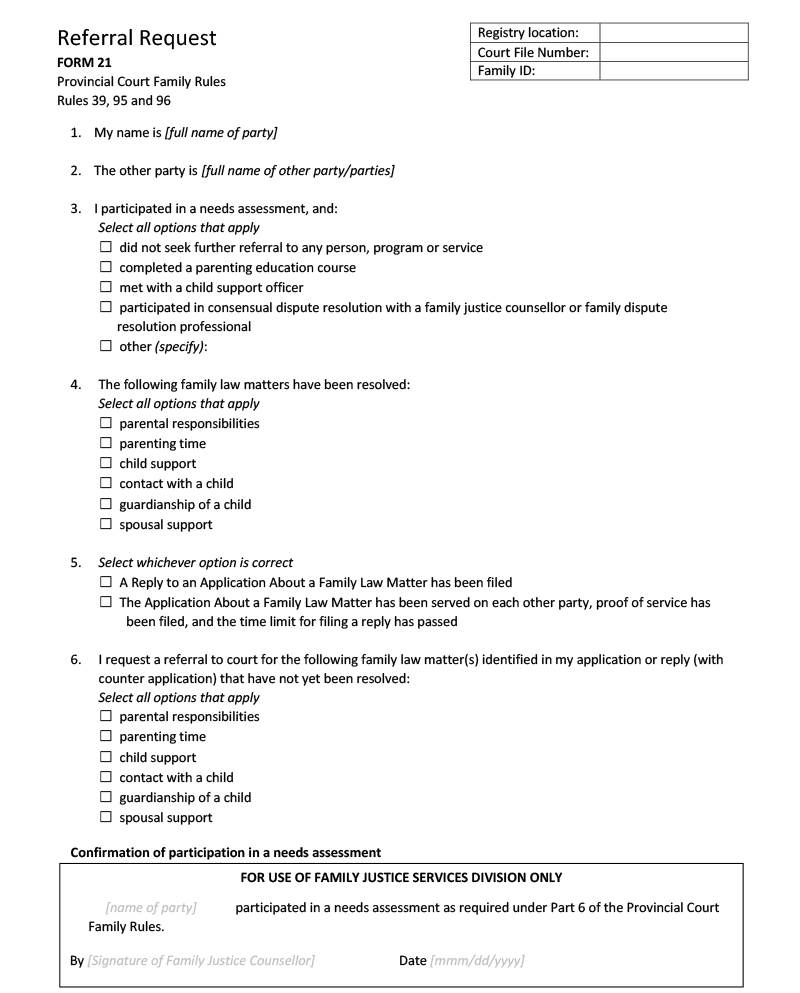 Referral Request
FORM 21
Provincial Court Family Rules
Rules 39, 95 and 96
Registry location:
Court File Number:
Family ID:
1. My name is [full name of party]
2. The other party is [full name of other party/parties]
3. I participated in a needs assessment, and:
Select all options that apply
☐ did not seek further referral to any person, program or service
☐ completed a parenting education course
☐ met with a child support officer
☐ participated in consensual dispute resolution with a family justice counsellor or family dispute
resolution professional
☐ other (specify):
4. The following family law matters have been resolved:
Select all options that apply
☐ parental responsibilities
☐ parenting time
☐ child support
☐ contact with a child
☐ guardianship of a child
☐ spousal support
5. Select whichever option is correct
☐ A Reply to an Application About a Family Law Matter has been filed
☐ The Application About a Family Law Matter has been served on each other party, proof of service has
been filed, and the time limit for filing a reply has passed
6. I request a referral to court for the following family law matter(s) identified in my application or reply (with
counter application) that have not yet been resolved:
Select all options that apply
☐ parental responsibilities
☐ parenting time
☐ child support
☐ contact with a child
☐ guardianship of a child
☐ spousal support
Confirmation of participation in a needs assessment
FOR USE OF FAMILY JUSTICE SERVICES DIVISION ONLY
[name of party] participated in a needs assessment as required under Part 6 of the Provincial Court
Family Rules.
By [Signature of Family Justice Counsellor] Date [mmm/dd/yyyy]